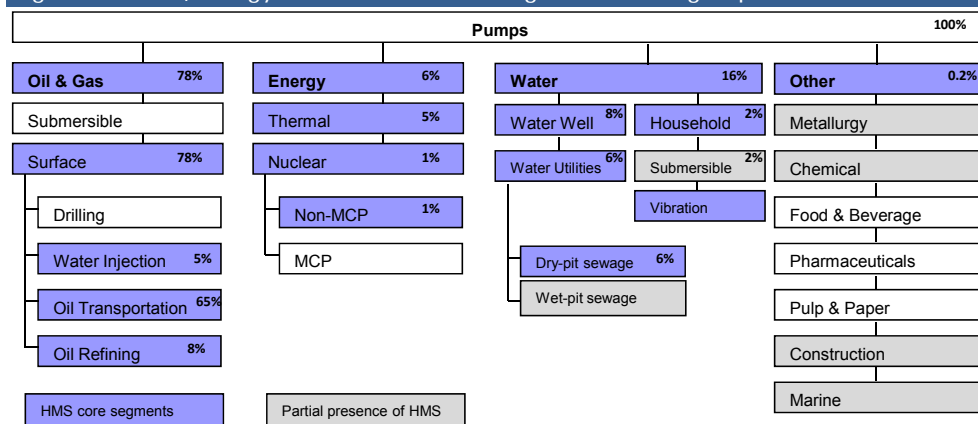 Pumps 100%
Oil & Gas 78%
Submersible
Surface 78%
Drilling
Water Injection 5%
Oil Transportation 65%
Oil Refining 8%
Energy 6%
Thermal 5%
Nuclear 1%
Non-MCP 1%
MCP
Water 16%
Water Well 8%
Household 2%
Water Utilities 6%
Submersible 2%
Vibration
Dry-pit sewage 6%
Wet-pit sewage
Other 0.2%
Metallurgy
Chemical
Food & Beverage
Pharmaceuticals
Pulp & Paper
Construction
Marine
HMS core segments
Partial presence of HMS